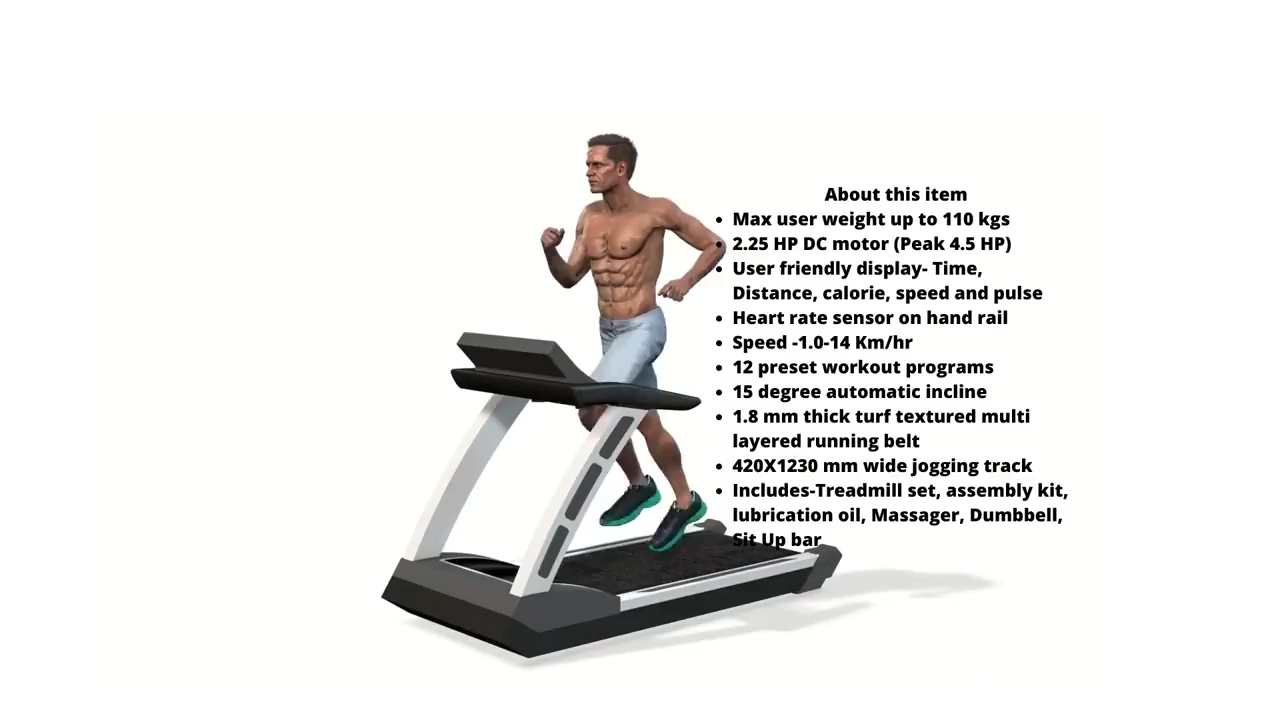 About this item
• Max user weight up to 110 kgs
• 2.25 HP DC motor (Peak 4.5 HP)
• User friendly display- Time,
Distance, calorie, speed and pulse
• Heart rate sensor on hand rail
• Speed -1.0-14 Km/hr
• 12 preset workout programs
• 15 degree automatic incline
• 1.8 mm thick turf textured multi
layered running belt
• 420X1230 mm wide jogging track
• Includes-Treadmill set, assembly kit,
lubrication oil, Massager, Dumbbell,
Sit Up bar